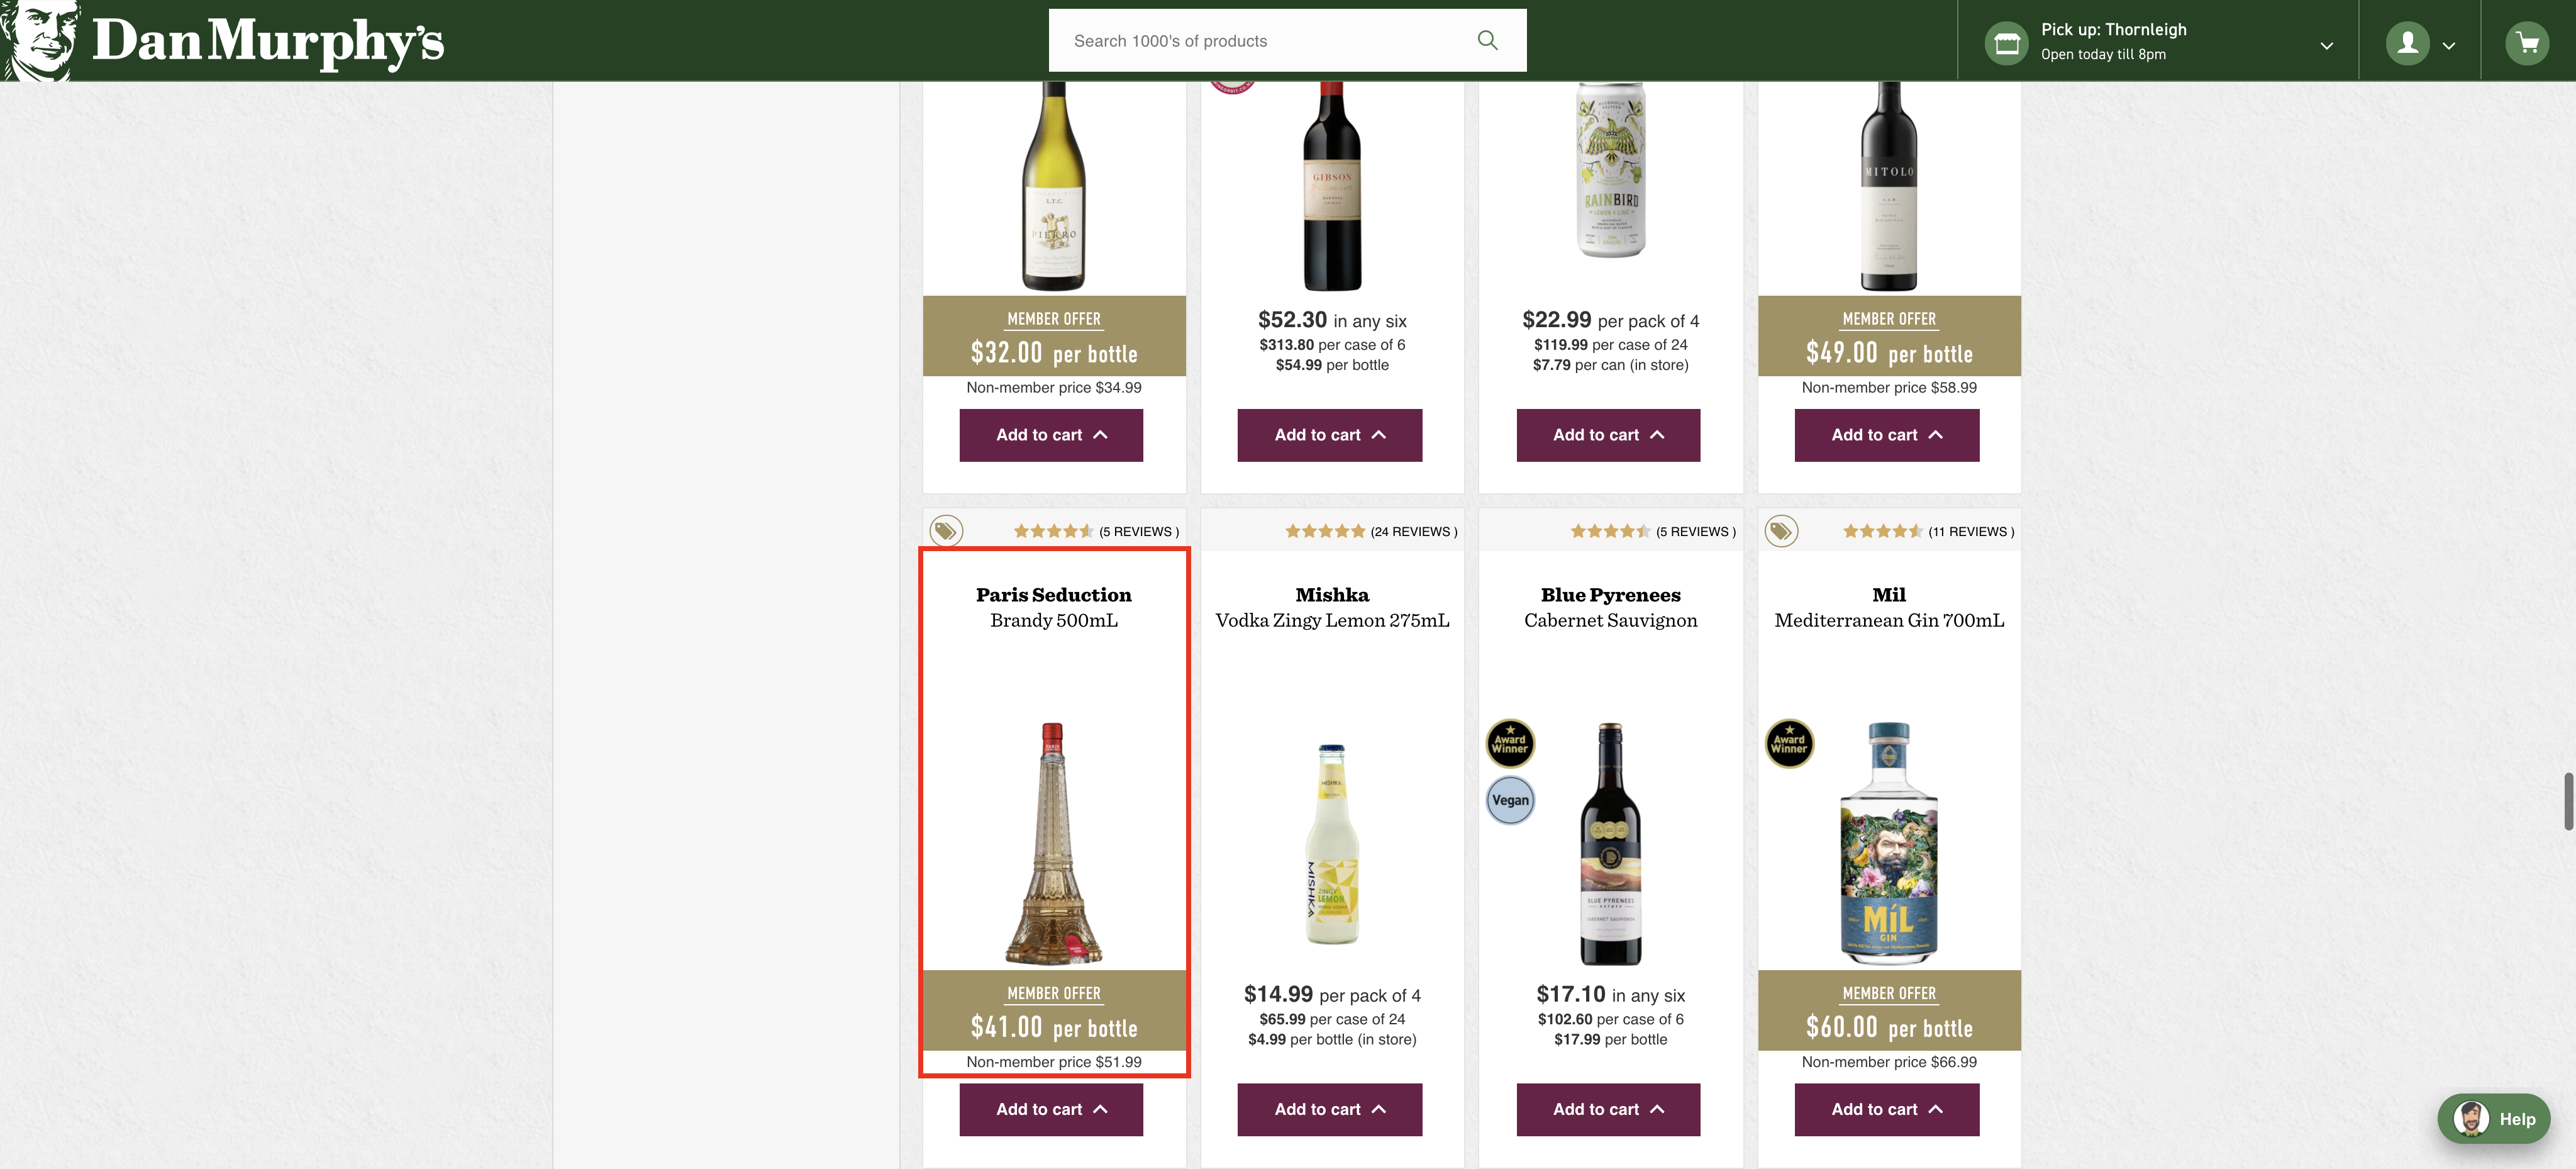 Dan Murphy's
Search 1000's of products
Pick up: Thornleigh
Open today till 8pm
L.T.C.
PIERRO
GIBSON
RAINBIRD
LEMON & LIME
MITOLO
MEMBER OFFER
$32.00 per bottle
Non-member price $34.99
Add to cart
$52.30 in any six
$313.80 per case of 6
$54.99 per bottle
Add to cart
$22.99 per pack of 4
$119.99 per case of 24
$7.79 per can (in store)
Add to cart
MEMBER OFFER
$49.00 per bottle
Non-member price $58.99
Add to cart
(5 REVIEWS )
Paris Seduction
Brandy 500mL
MEMBER OFFER
$41.00 per bottle
Non-member price $51.99
Add to cart
(24 REVIEWS )
Mishka
Vodka Zingy Lemon 275mL
MISHKA
MISHKA
ZINGY
LEMON
$14.99 per pack of 4
$65.99 per case of 24
$4.99 per bottle (in store)
Add to cart
(5 REVIEWS )
Blue Pyrenees
Cabernet Sauvignon
Award
Winner
Vegan
BLUE PYRENEES
estate
CABERNET SAUVIGNON
$17.10 in any six
$102.60 per case of 6
$17.99 per bottle
Add to cart
(11 REVIEWS )
Mil
Mediterranean Gin 700mL
Award
Winner
MíL
GIN
MEMBER OFFER
$60.00 per bottle
Non-member price $66.99
Add to cart
Help